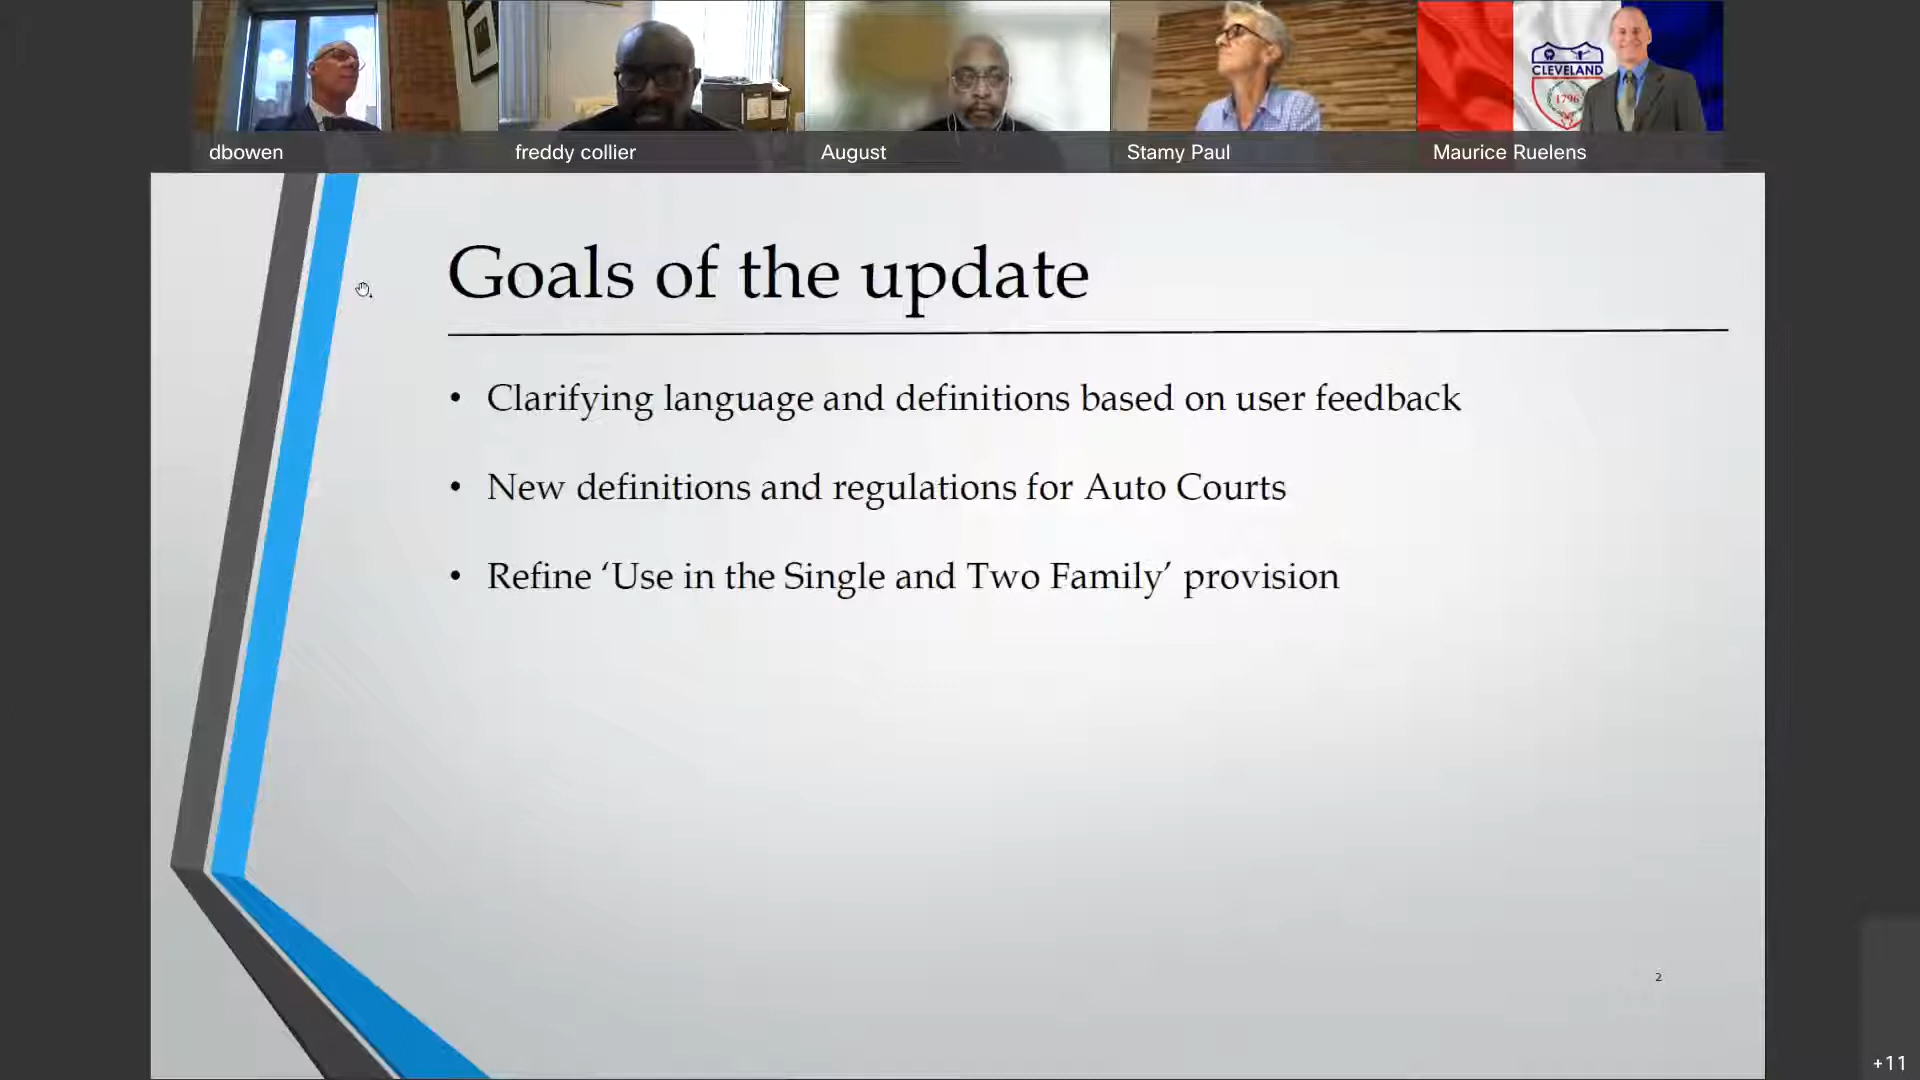 CLEVELAND
1796
dbowen
freddy collier
August
Stamy Paul
Maurice Ruelens
Goals of the update
• Clarifying language and definitions based on user feedback
• New definitions and regulations for Auto Courts
• Refine ‘Use in the Single and Two Family’ provision
2
+11